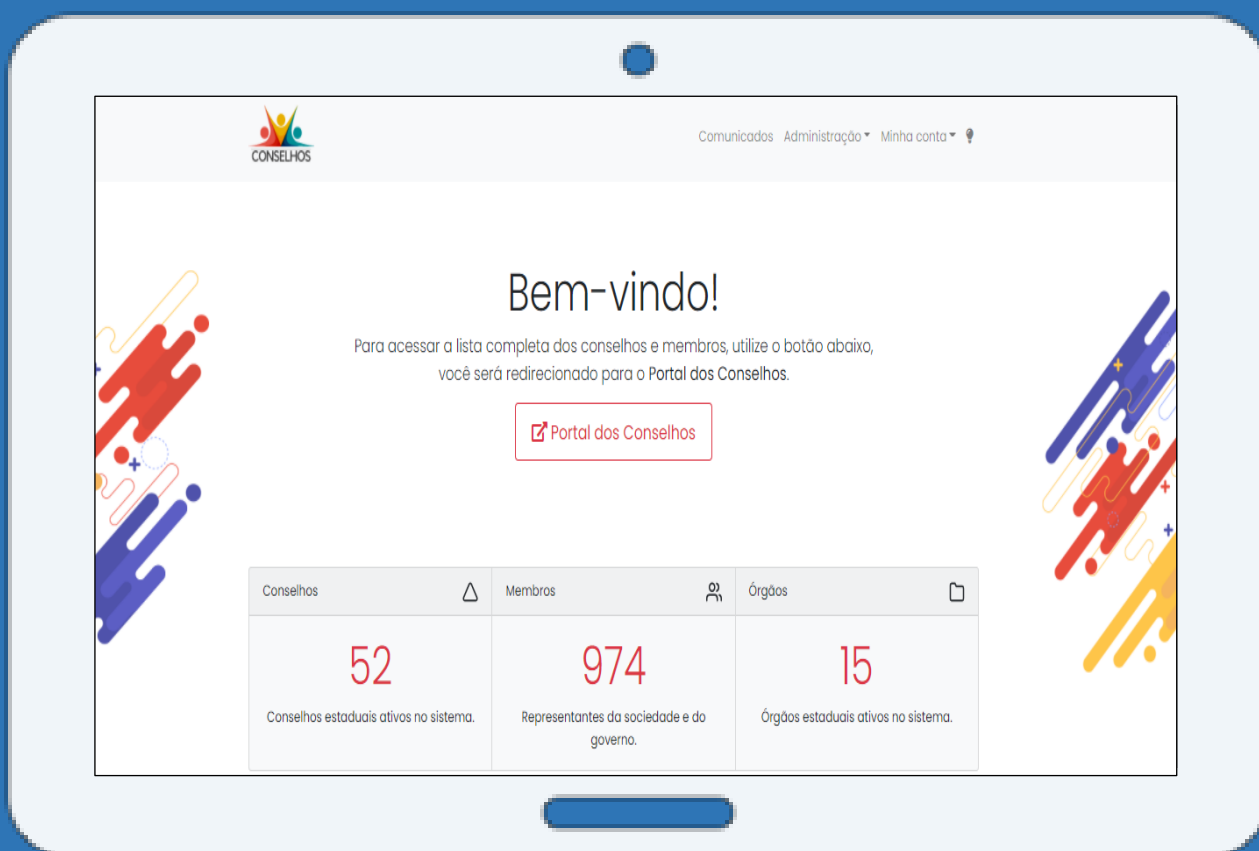 CONSELHOS
Comunicados Administração Minha conta
Bem-vindo!
Para acessar a lista completa dos conselhos e membros, utilize o botão abaixo,
você será redirecionado para o Portal dos Conselhos.
Portal dos Conselhos
Conselhos
52
Conselhos estaduais ativos no sistema.
Membros
974
Representantes da sociedade e do
governo.
Órgãos
15
Órgãos estaduais ativos no sistema.